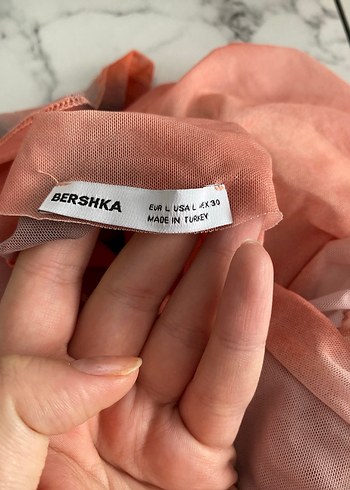 BERSHKA
EUR L USA L MEX 30
MADE IN TURKEY